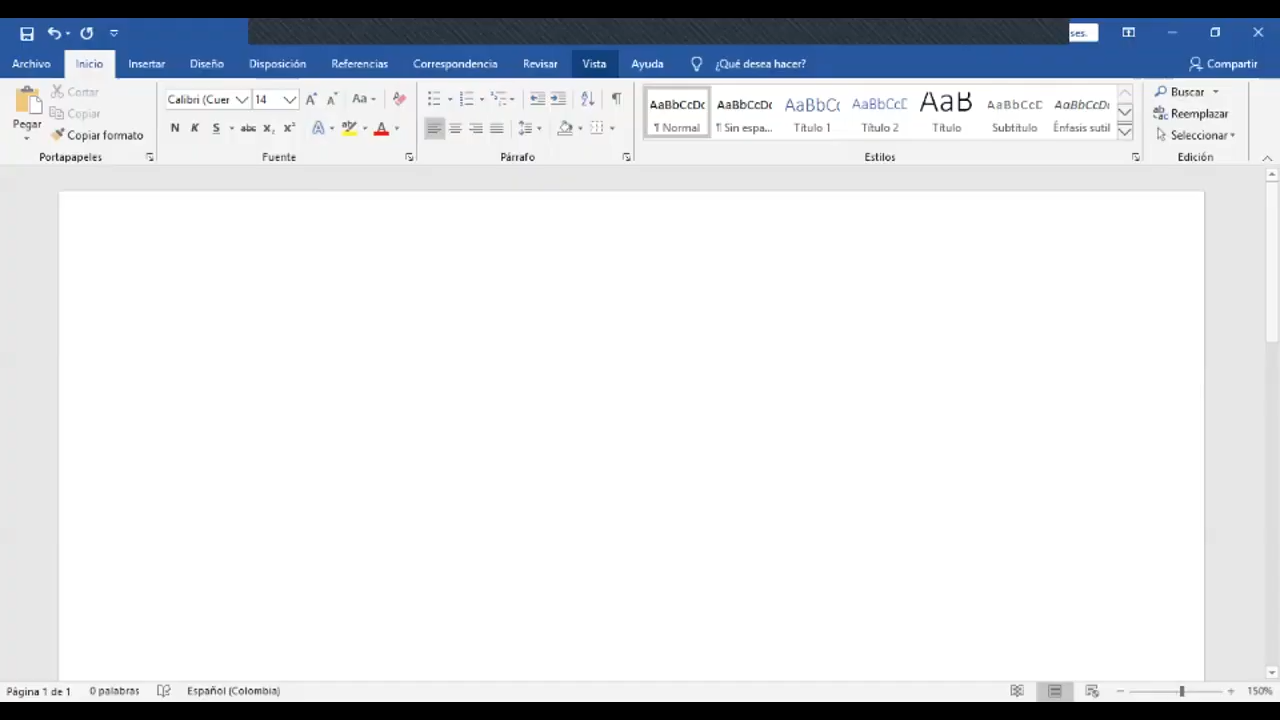 ses.
Archivo Inicio Insertar Diseño Disposición Referencias Correspondencia Revisar Vista Ayuda ¿Qué desea hacer? Compartir
Pegar
Cortar
Copiar
Copiar formato
Portapapeles
Calibri (Cuer 14 Aa
N K S abc x₂ x²
Fuente
Párrafo
AaBbCcDc AaBbCcDc AaBbCc AaBbCcD AaB AaBbCcD AaBbCcDc
¶ Normal ¶ Sin espa... Título 1 Título 2 Título Subtítulo Énfasis sutil
Estilos
Buscar
Reemplazar
Seleccionar
Edición
Página 1 de 1 0 palabras Español (Colombia) 150%